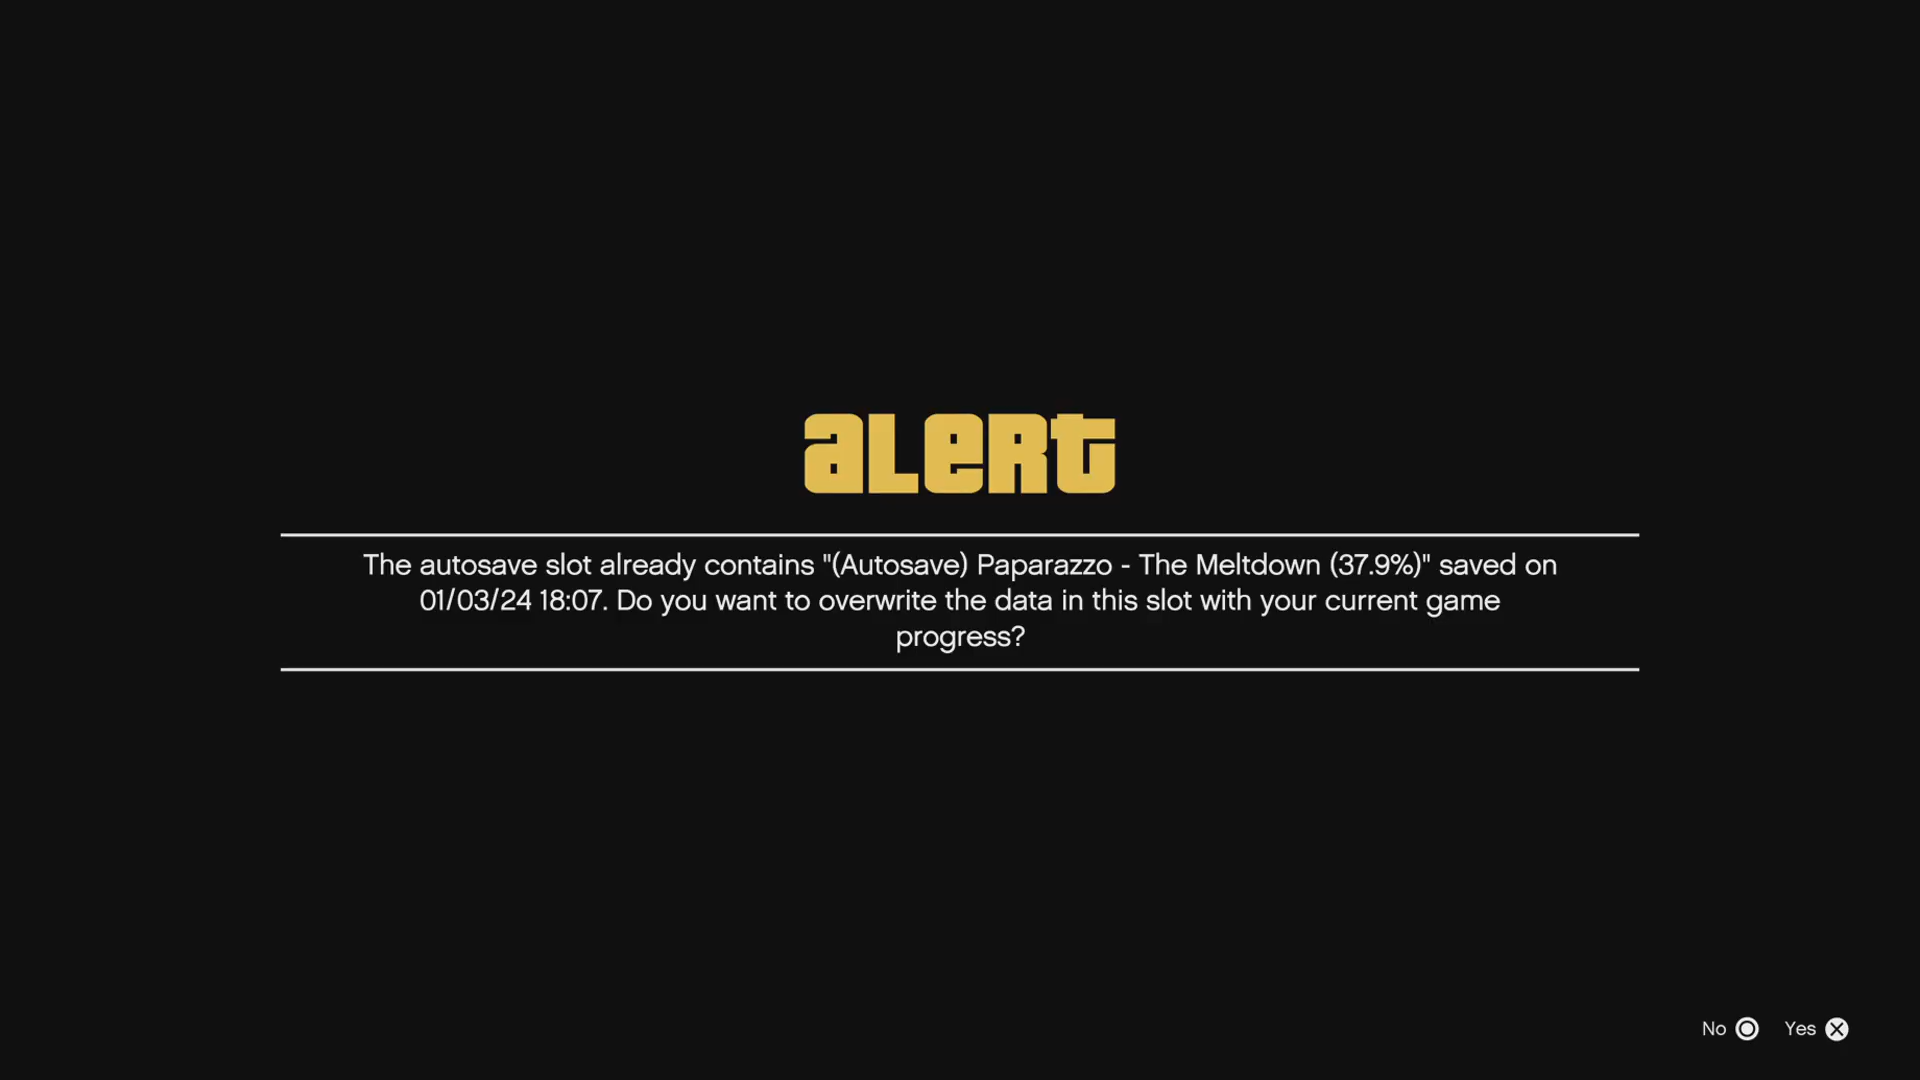 aLeRt
The autosave slot already contains "(Autosave) Paparazzo - The Meltdown (37.9%)" saved on
01/03/24 18:07. Do you want to overwrite the data in this slot with your current game
progress?
No Yes